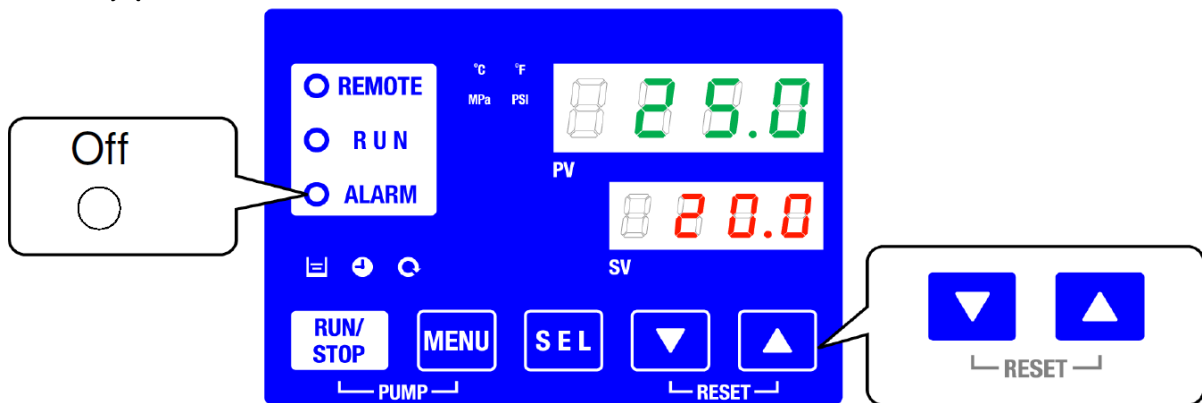 °C °F
REMOTE
MPa PSI
25.0
RUN
Off
PV
ALARM
20.0
SV
RUN/
STOP
MENU
SEL
RESET
PUMP
RESET